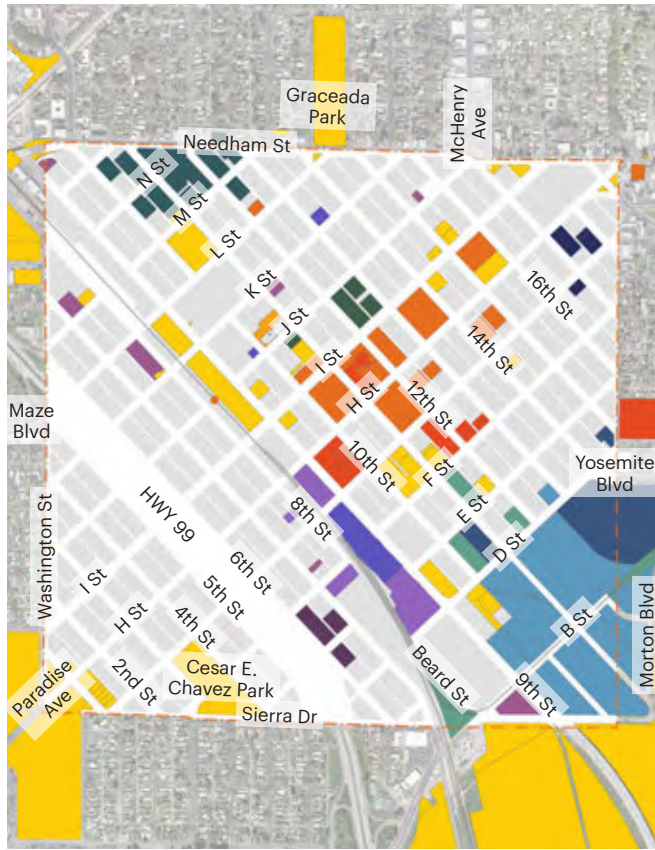 Graceada
Park
McHenry
Ave
Needham St
N St
M St
L St
K St
J St
I St
H St
16th St
14th St
12th St
10th St
F St
E St
D St
Yosemite
Blvd
Maze
Blvd
HWY 99
8th St
6th St
5th St
4th St
2nd St
I St
H St
Washington St
Paradise
Ave
Cesar E.
Chavez Park
Sierra Dr
Beard St
9th St
B St
Morton Blvd